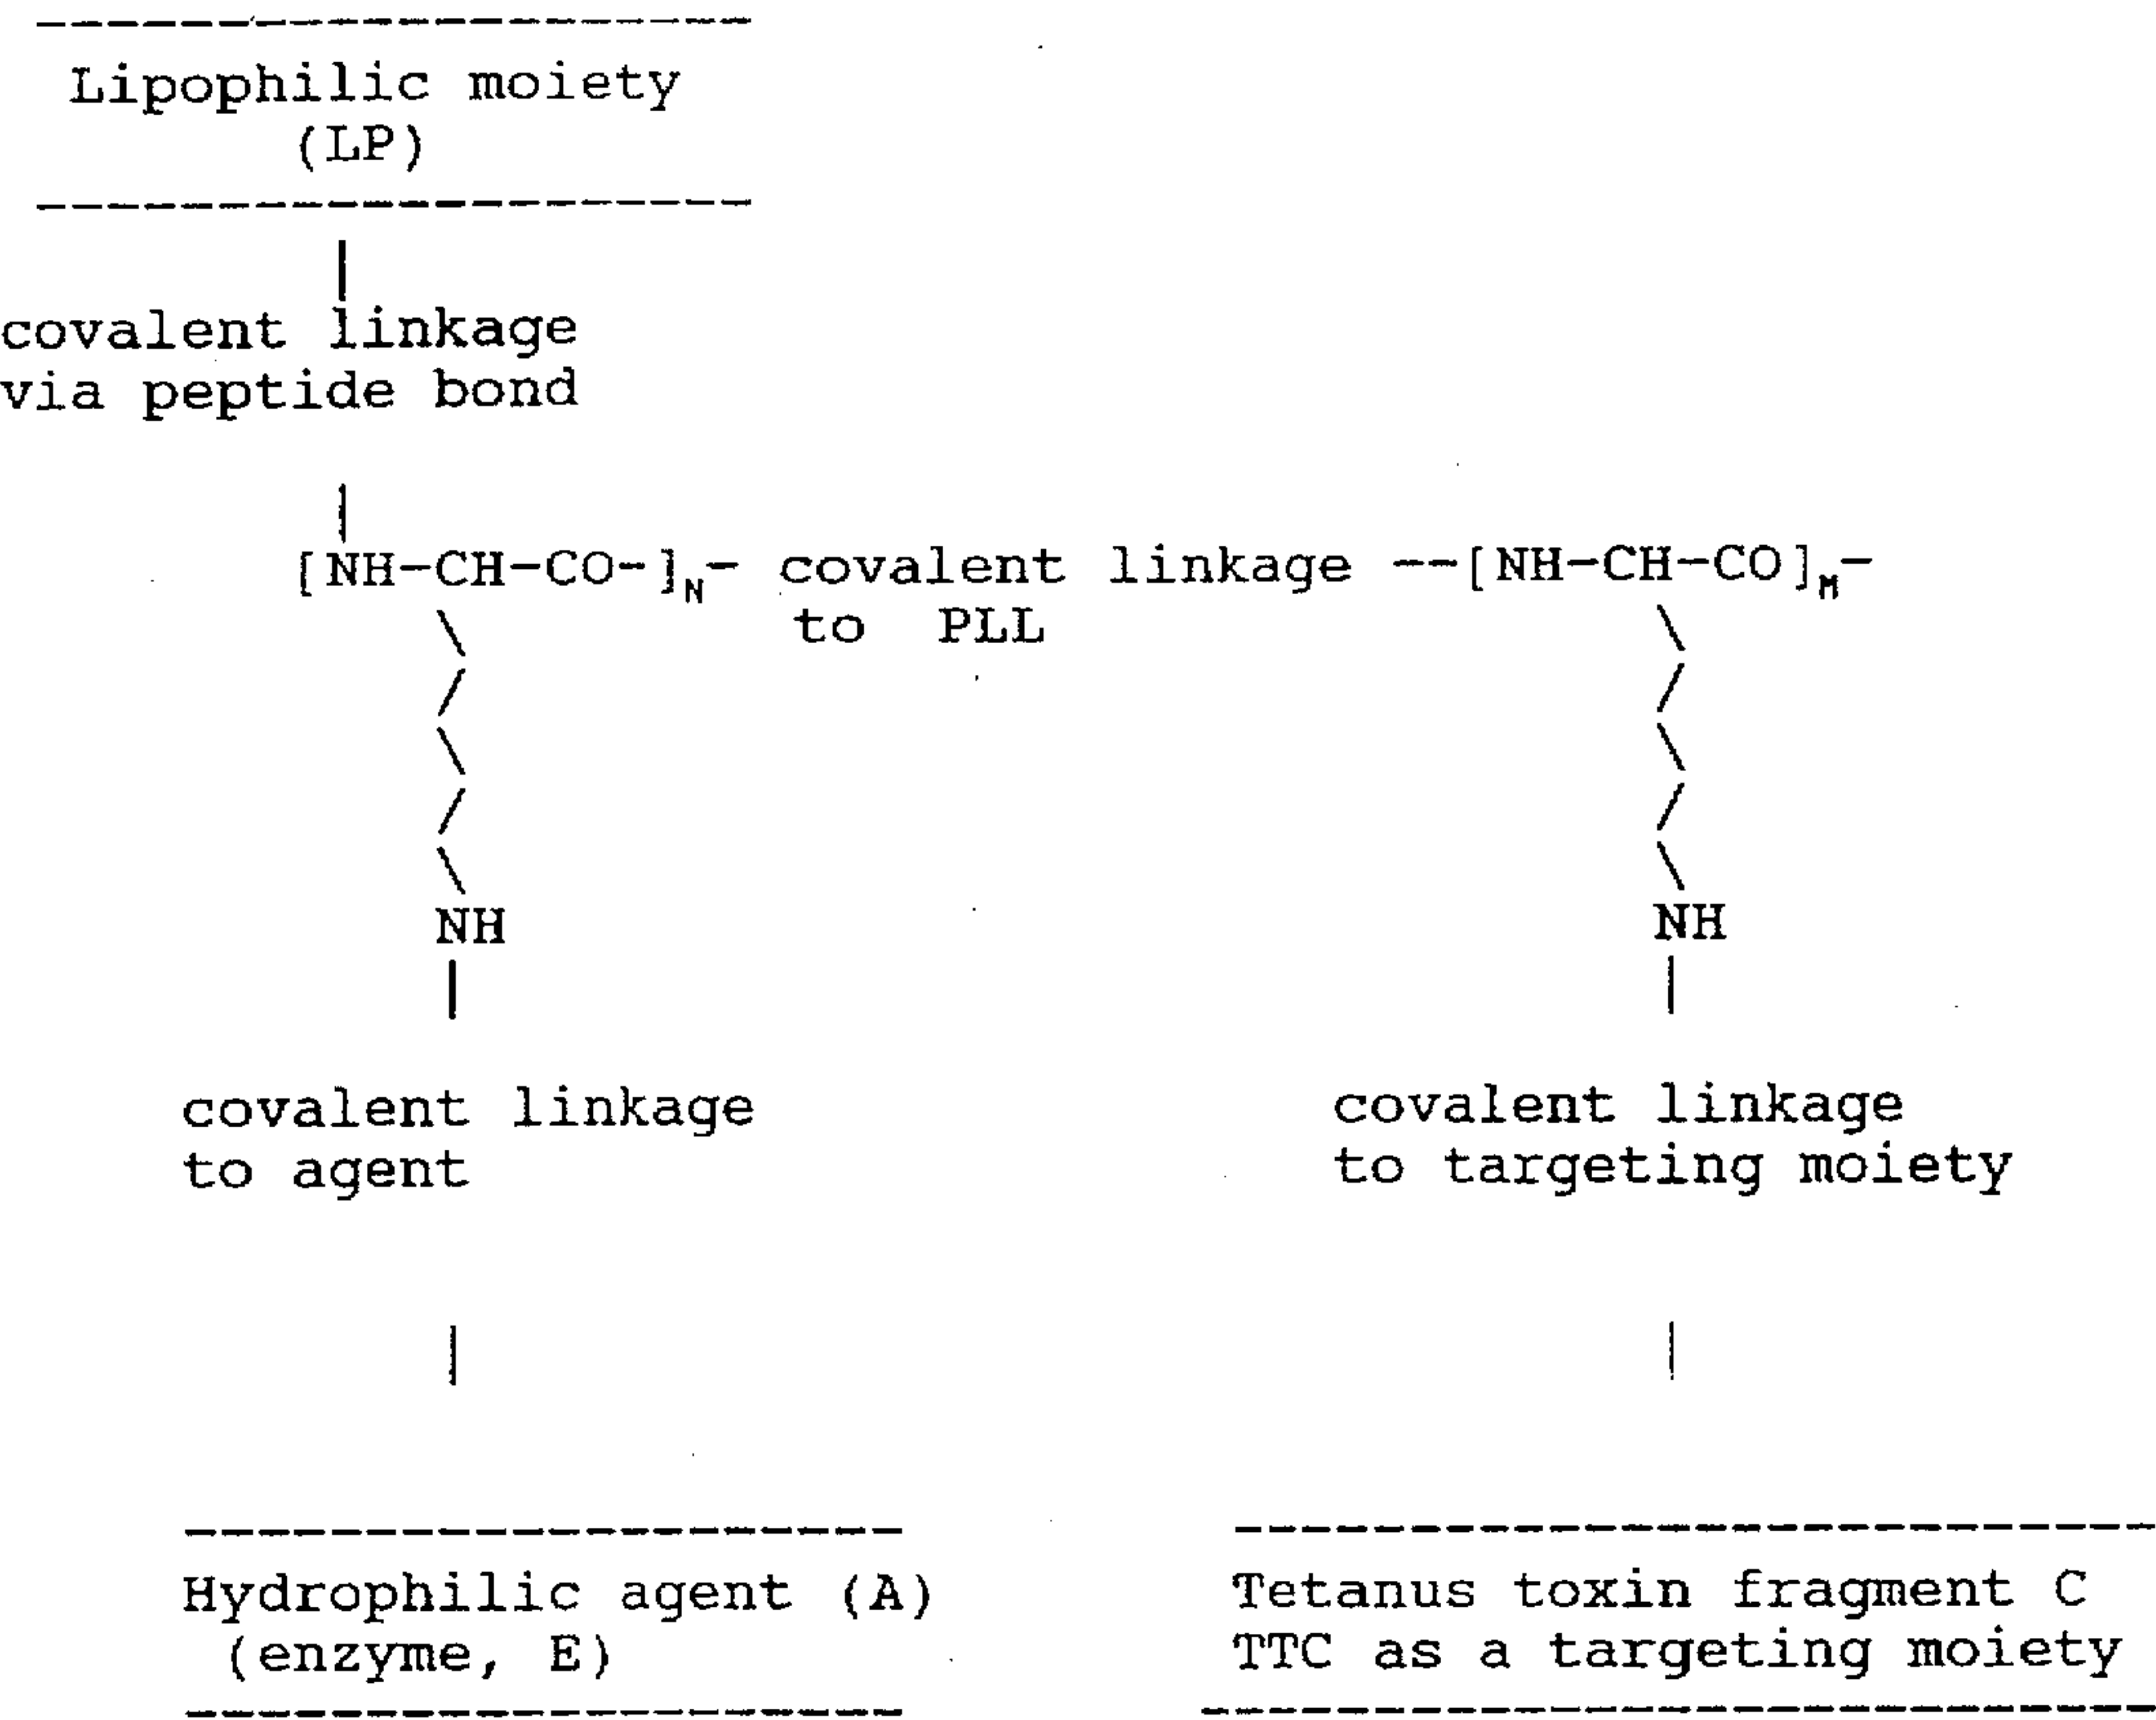 Lipophilic moiety
(LP)
covalent linkage
via peptide bond
[NH-CH-CO-]N- covalent linkage --[NH-CH-CO]M-
to PLL
NH NH
covalent linkage covalent linkage
to agent to targeting moiety
Hydrophilic agent (A) Tetanus toxin fragment C
(enzyme, E) TTC as a targeting moiety